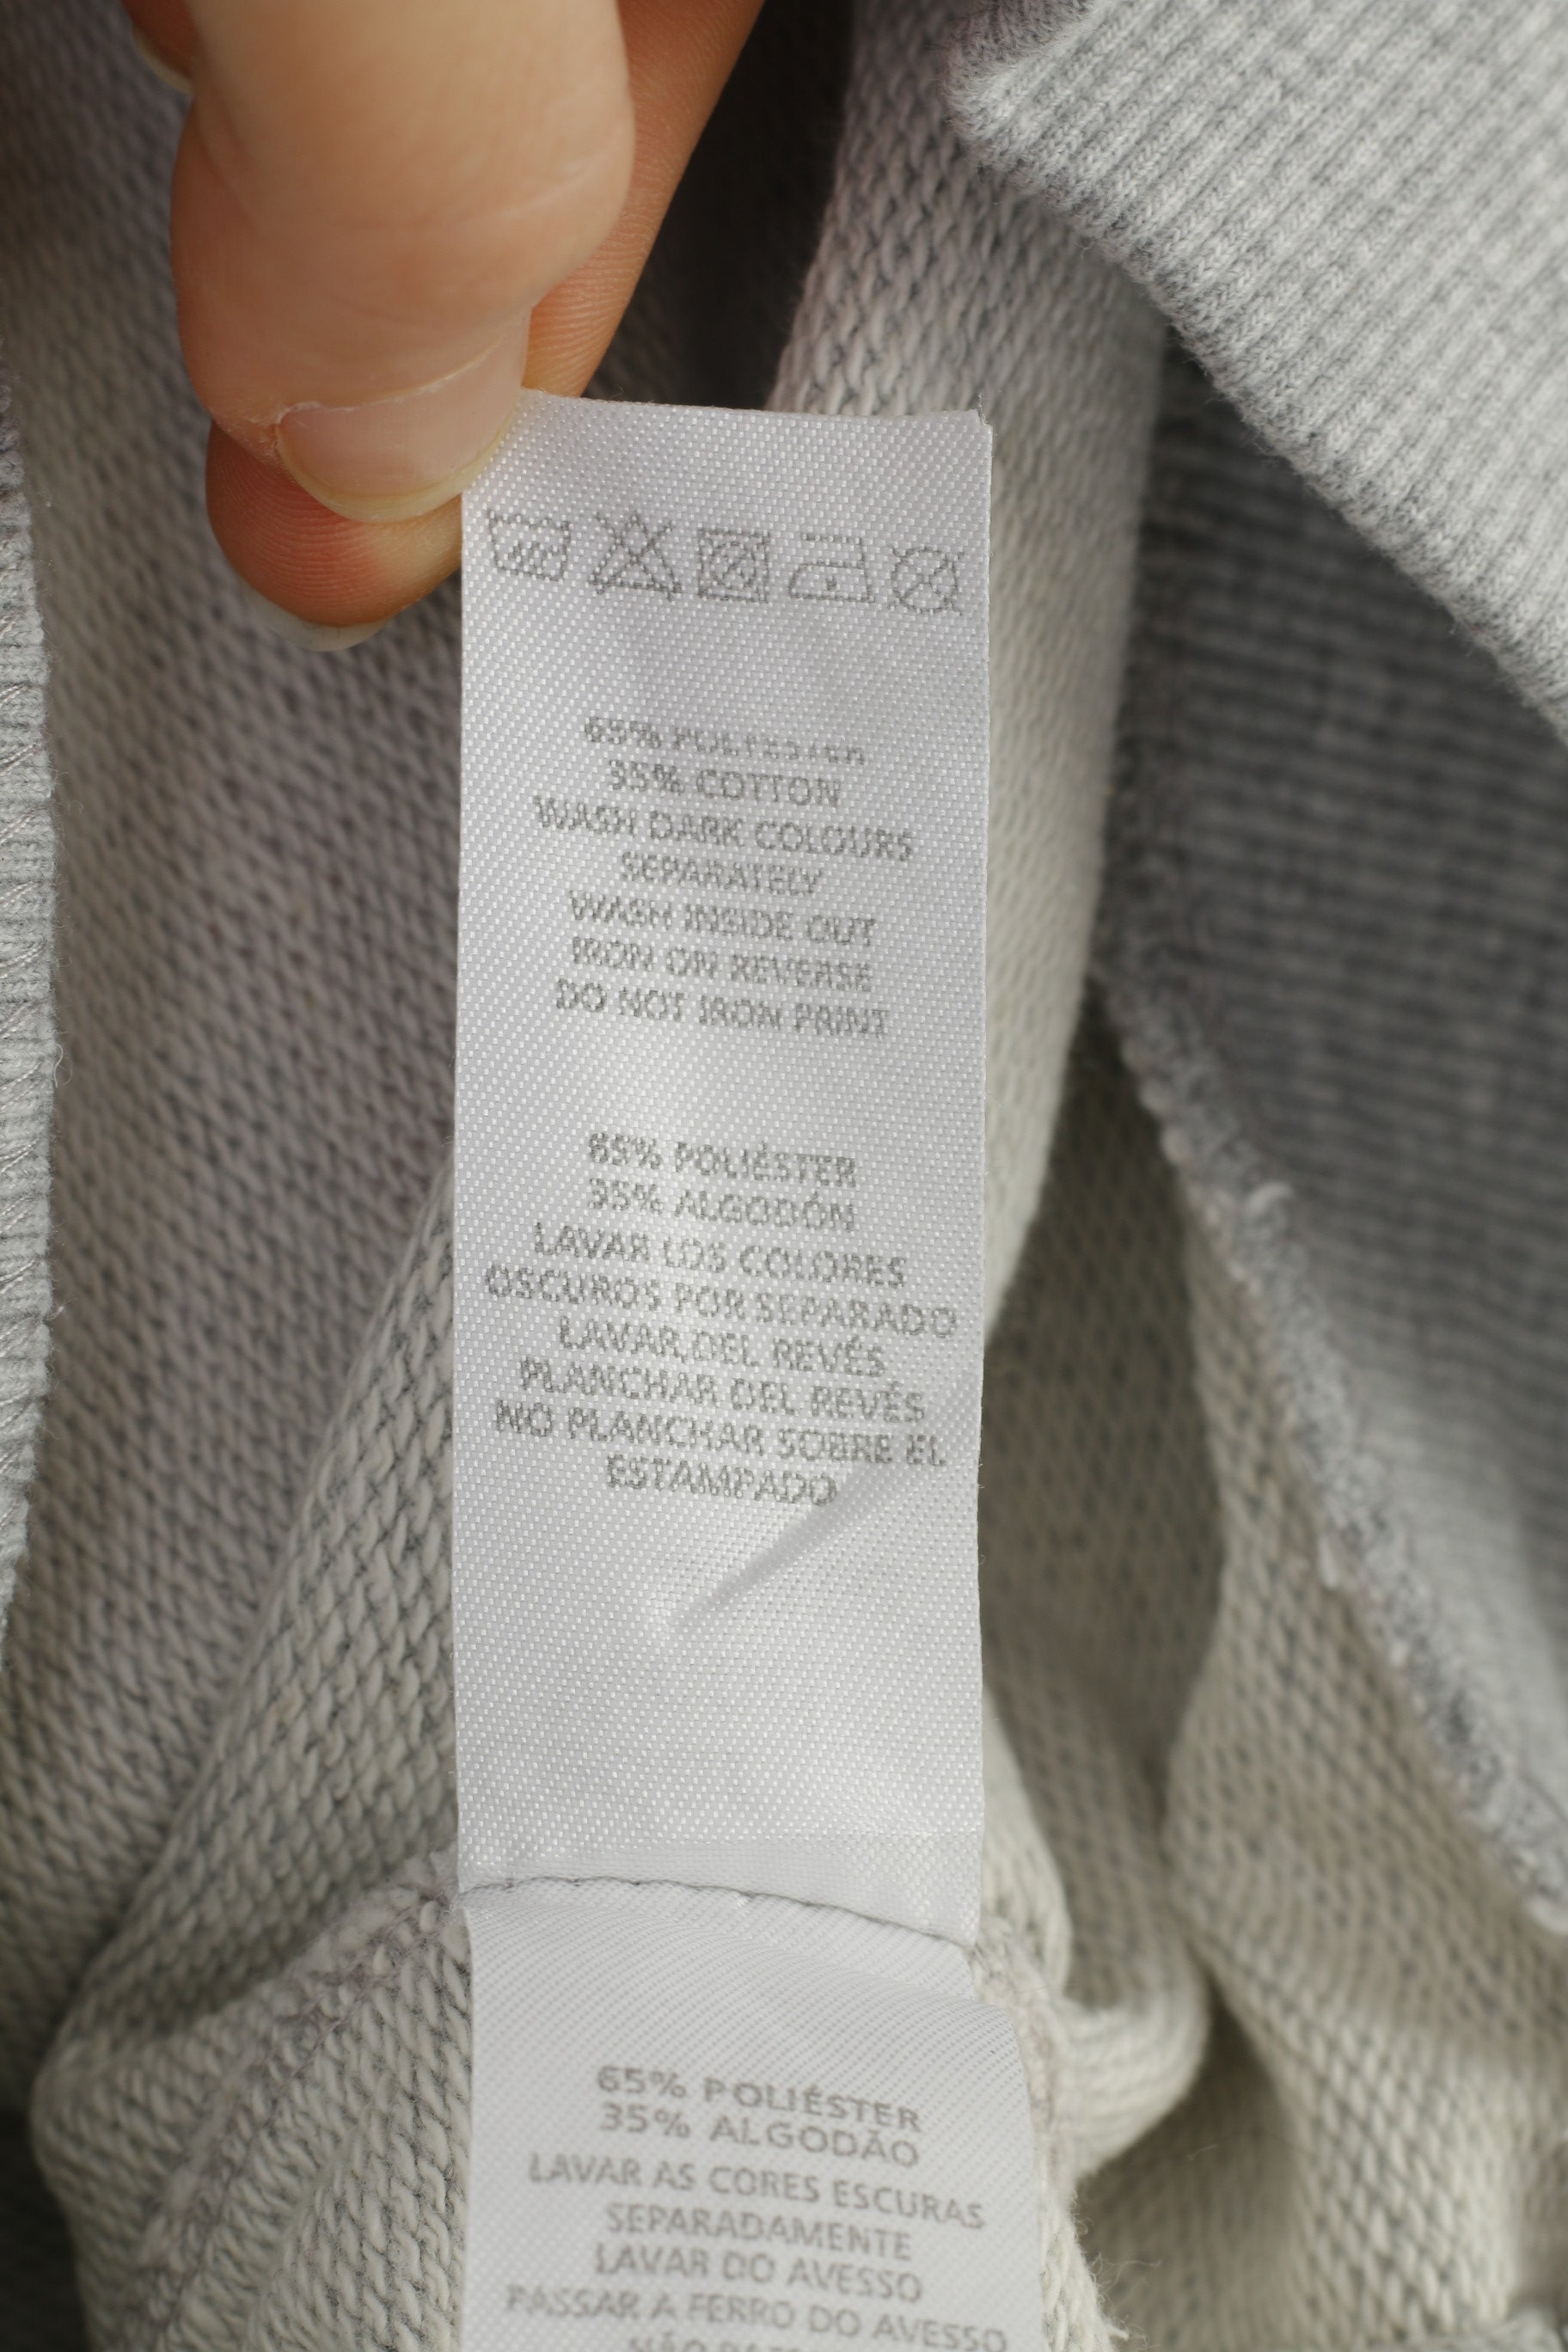 40
65% POLYESTER
35% COTTON
WASH DARK COLOURS
SEPARATELY
WASH INSIDE OUT
IRON ON REVERSE
DO NOT IRON PRINT
65% POLIÉSTER
35% ALGODÓN
LAVAR LOS COLORES
OSCUROS POR SEPARADO
LAVAR DEL REVÉS
PLANCHAR DEL REVÉS
NO PLANCHAR SOBRE EL
ESTAMPADO
65% POLIÉSTER
35% ALGODÃO
LAVAR AS CORES ESCURAS
SEPARADAMENTE
LAVAR DO AVESSO
PASSAR A FERRO DO AVESSO
NÃO